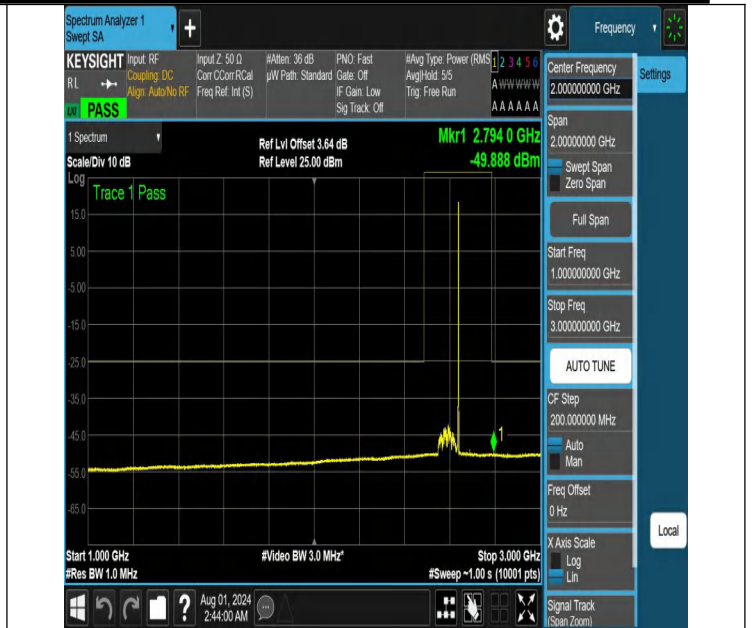 Spectrum Analyzer 1
Swept SA
+
Frequency
KEYSIGHT
RL
PASS
Input: RF
Coupling: DC
Align: Auto/No RF
Input Z: 50 Ω
Corr CCorr RCal
Freq Ref: Int (S)
#Atten: 36 dB
µW Path: Standard
PNO: Fast
Gate: Off
IF Gain: Low
Sig Track: Off
#Avg Type: Power (RMS
Avg|Hold: 5/5
Trig: Free Run
1 2 3 4 5 6
A W W W W W
A A A A A A
1 Spectrum
Scale/Div 10 dB
Ref Lvl Offset 3.64 dB
Ref Level 25.00 dBm
Mkr1 2.794 0 GHz
-49.888 dBm
Log
Trace 1 Pass
15.0
5.00
-5.00
-15.0
-25.0
-35.0
-45.0
-55.0
-65.0
1
Start 1.000 GHz
#Res BW 1.0 MHz
#Video BW 3.0 MHz*
Stop 3.000 GHz
#Sweep ~1.00 s (10001 pts)
Center Frequency
2.000000000 GHz
Settings
Span
2.00000000 GHz
Swept Span
Zero Span
Full Span
Start Freq
1.000000000 GHz
Stop Freq
3.000000000 GHz
AUTO TUNE
CF Step
200.000000 MHz
Auto
Man
Freq Offset
0 Hz
X Axis Scale
Log
Lin
Local
Signal Track
(Span Zoom)
?
Aug 01, 2024
2:44:00 AM